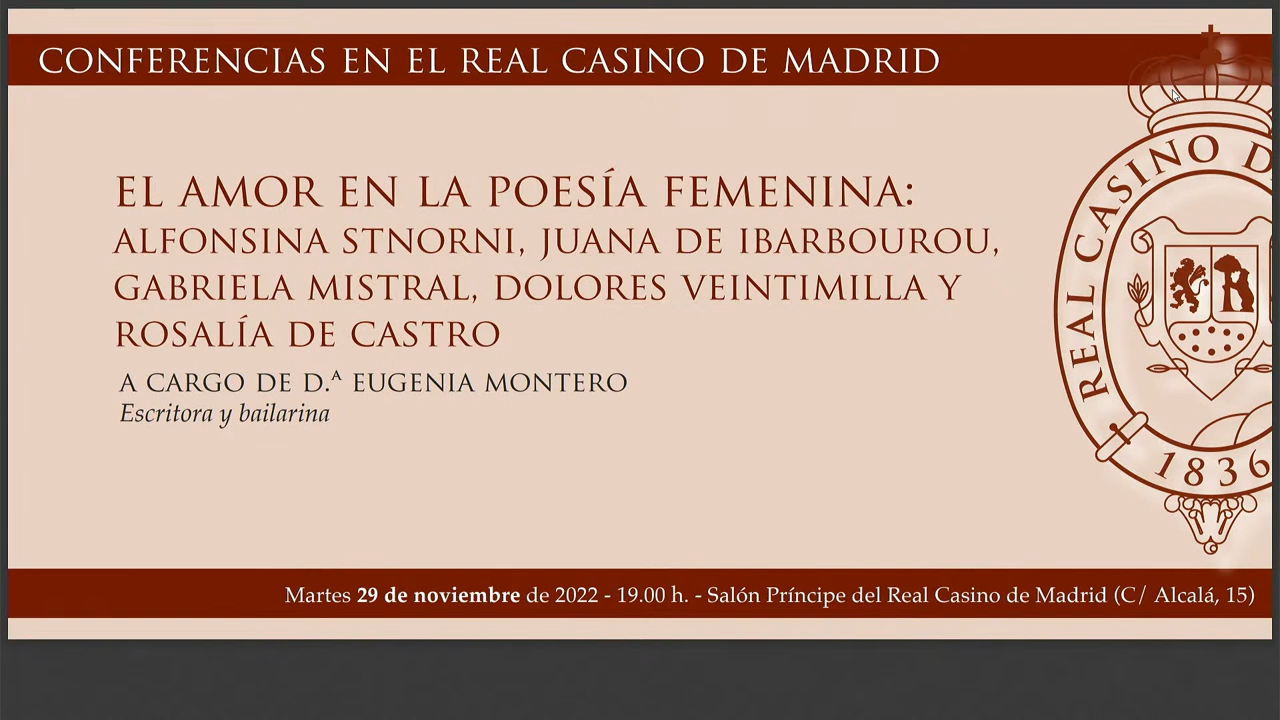 CONFERENCIAS EN EL REAL CASINO DE MADRID
EL AMOR EN LA POESÍA FEMENINA:
ALFONSINA STNORNI, JUANA DE IBARBOUROU,
GABRIELA MISTRAL, DOLORES VEINTIMILLA Y
ROSALÍA DE CASTRO
A CARGO DE D.ª EUGENIA MONTERO
Escritora y bailarina
REAL CASINO D
1836
Martes 29 de noviembre de 2022 - 19.00 h. - Salón Príncipe del Real Casino de Madrid (C/ Alcalá, 15)